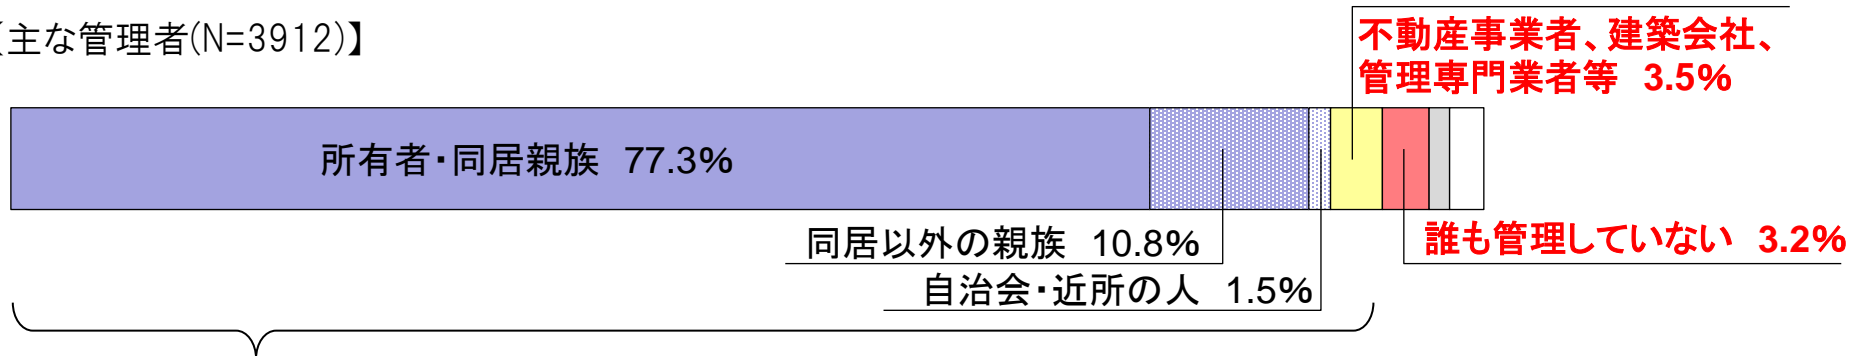 【主な管理者(N=3912)】
不動産事業者、建築会社、
管理専門業者等 3.5%
所有者・同居親族 77.3%
同居以外の親族 10.8%
誰も管理していない 3.2%
自治会・近所の人 1.5%